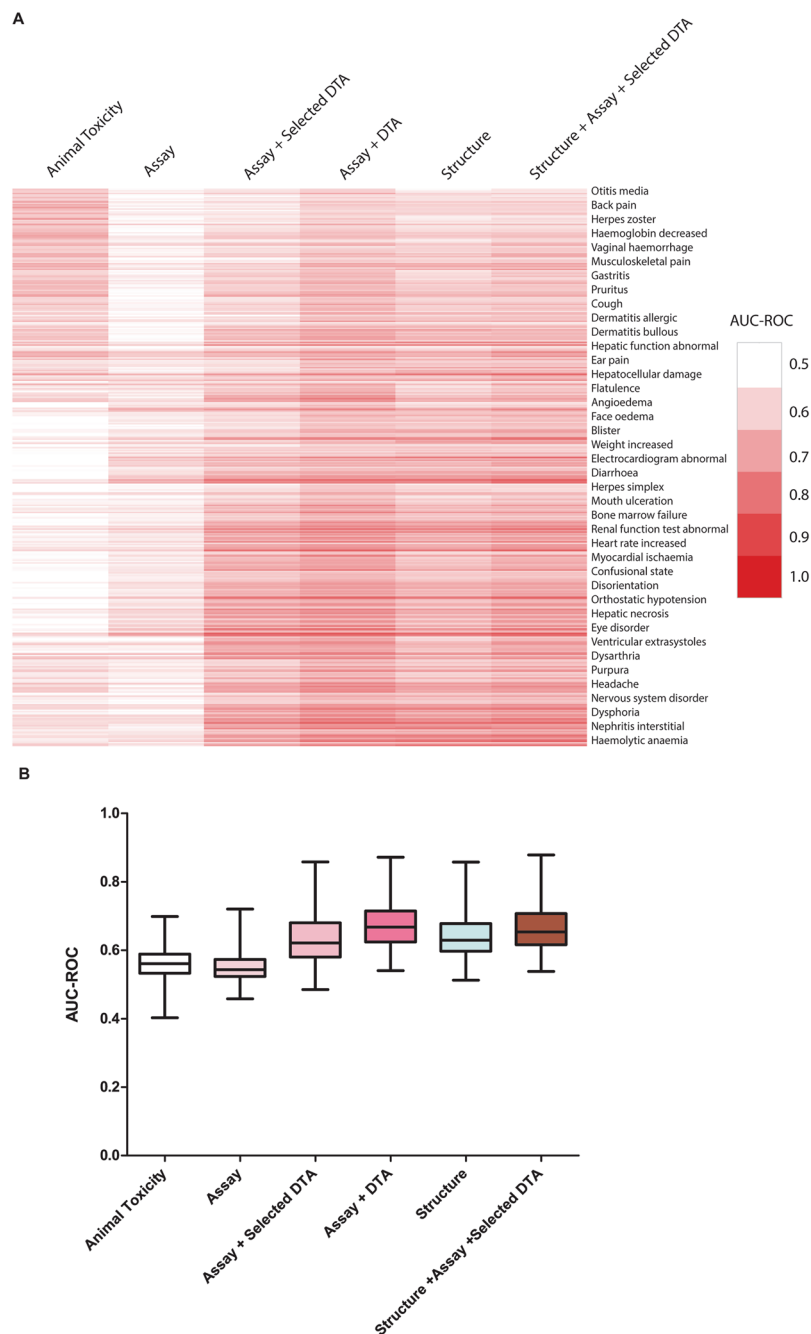 A
Animal Toxicity
Assay
Assay + Selected DTA
Assay + DTA
Structure
Structure + Assay + Selected DTA
Otitis media
Back pain
Herpes zoster
Haemoglobin decreased
Vaginal haemorrhage
Musculoskeletal pain
Gastritis
Pruritus
Cough
Dermatitis allergic
Dermatitis bullous
Hepatic function abnormal
Ear pain
Hepatocellular damage
Flatulence
Angioedema
Face oedema
Blister
Weight increased
Electrocardiogram abnormal
Diarrhoea
Herpes simplex
Mouth ulceration
Bone marrow failure
Renal function test abnormal
Heart rate increased
Myocardial ischaemia
Confusional state
Disorientation
Orthostatic hypotension
Hepatic necrosis
Eye disorder
Ventricular extrasystoles
Dysarthria
Purpura
Headache
Nervous system disorder
Dysphoria
Nephritis interstitial
Haemolytic anaemia
AUC-ROC
0.5
0.6
0.7
0.8
0.9
1.0
B
AUC-ROC
1.0
0.8
0.6
0.4
0.2
0.0
Animal Toxicity
Assay
Assay + Selected DTA
Assay + DTA
Structure
Structure +Assay +Selected DTA